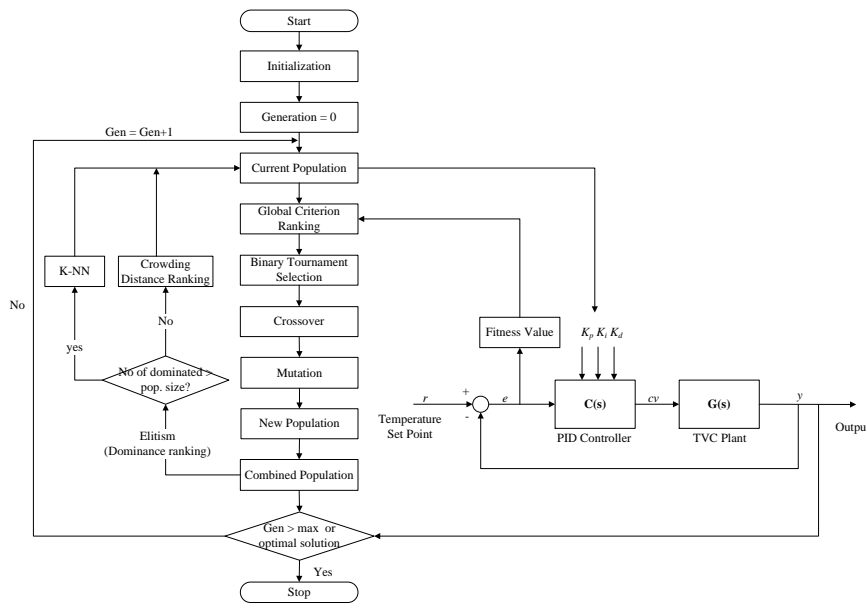 Start
Initialization
Generation = 0
Gen = Gen+1
Current Population
Global Criterion
Ranking
K-NN
Crowding
Distance Ranking
Binary Tournament
Selection
No
No
Crossover
Fitness Value
Kp Ki Kd
yes
No of dominated >
pop. size?
Mutation
r
+
-
e
C(s)
cv
G(s)
y
Temperature
Set Point
PID Controller
TVC Plant
Outpu
New Population
Elitism
(Dominance ranking)
Combined Population
Gen > max or
optimal solution
Yes
Stop